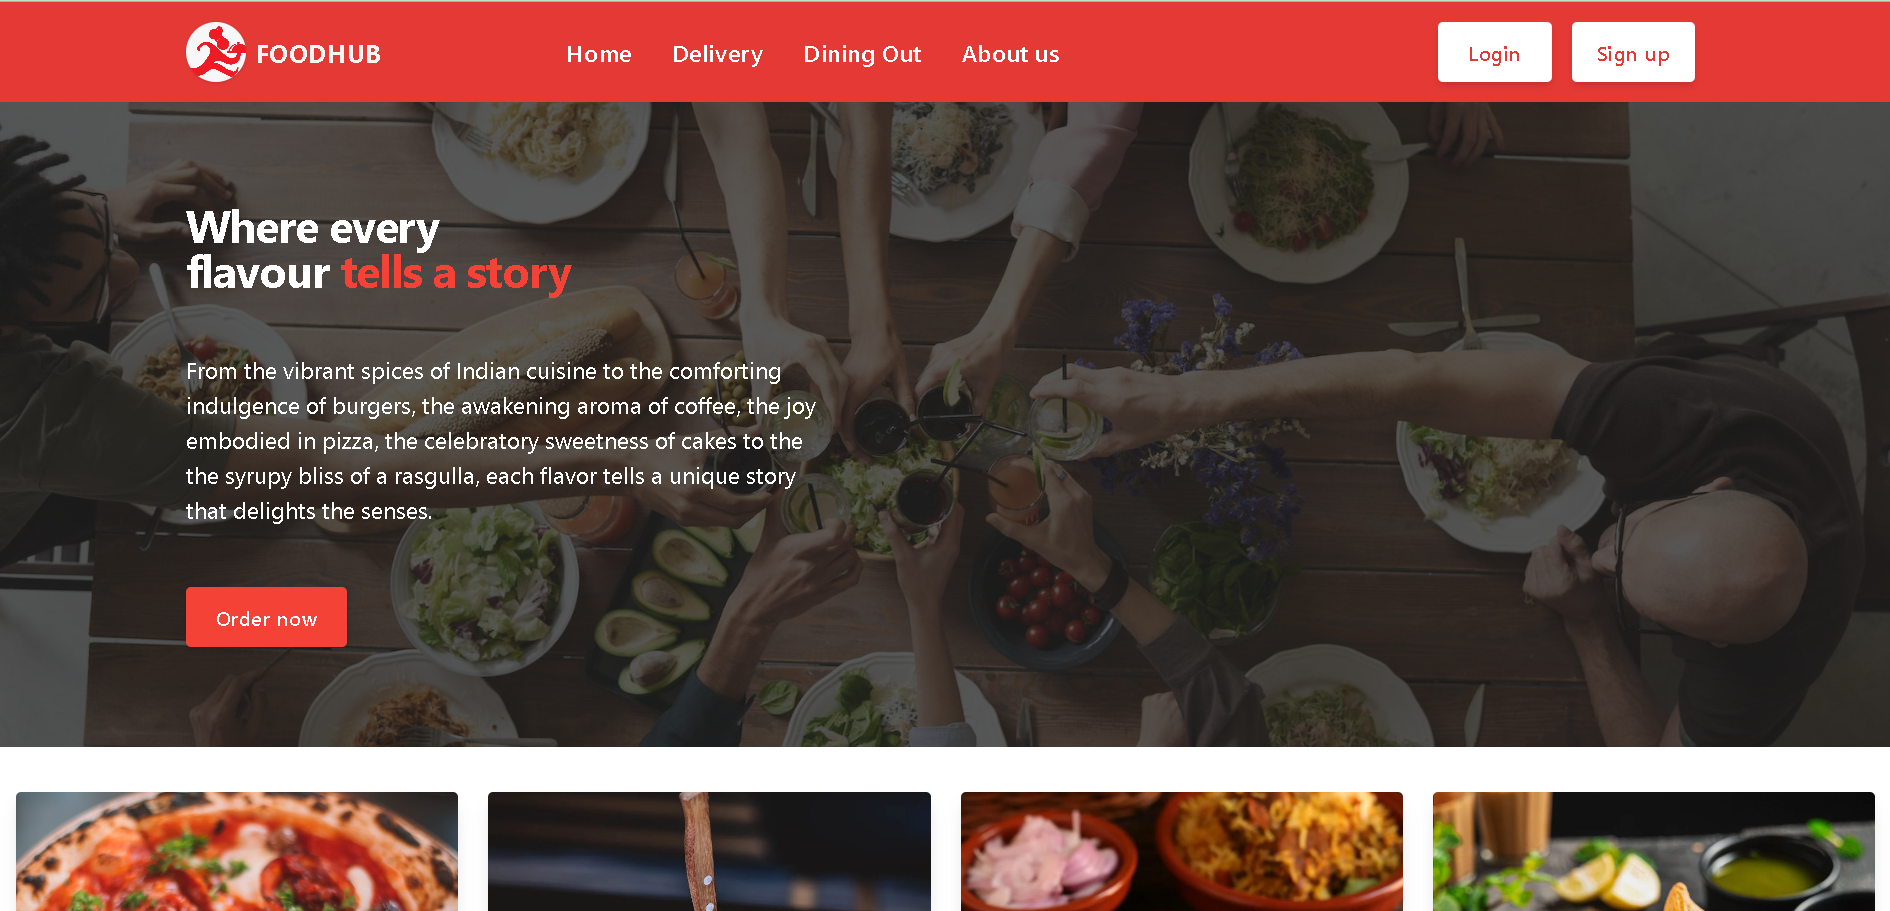 FOODHUB
Home
Delivery
Dining Out
About us
Login
Sign up
Where every
flavour tells a story
From the vibrant spices of Indian cuisine to the comforting
indulgence of burgers, the awakening aroma of coffee, the joy
embodied in pizza, the celebratory sweetness of cakes to the
the syrupy bliss of a rasgulla, each flavor tells a unique story
that delights the senses.
Order now